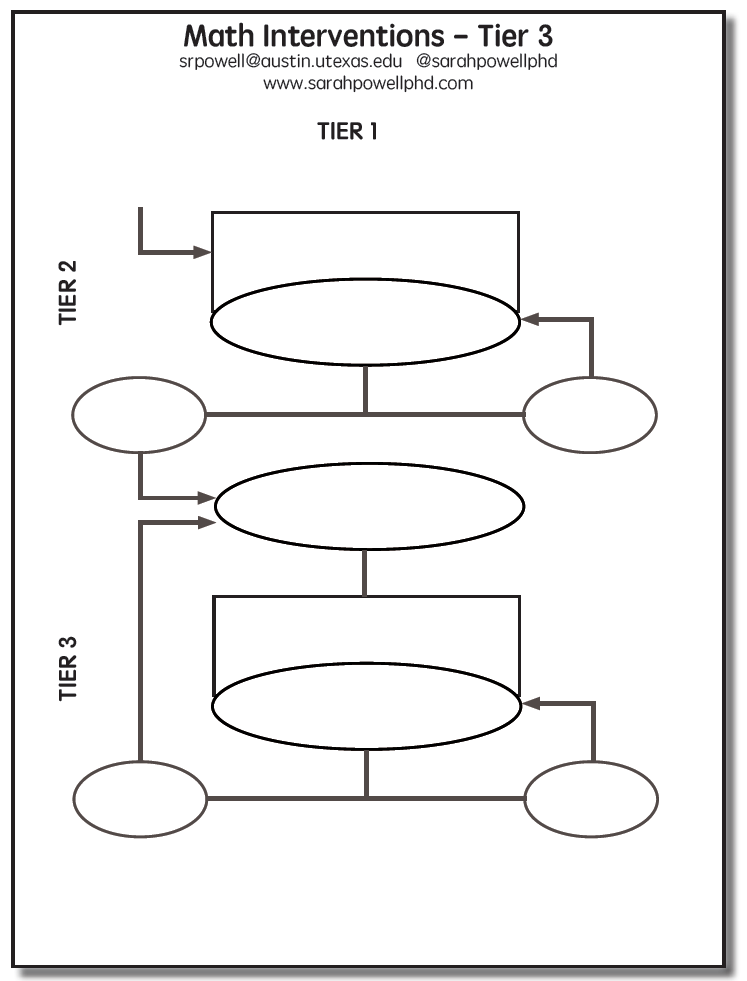 Math Interventions – Tier 3
srpowell@austin.utexas.edu @sarahpowellphd
www.sarahpowellphd.com
TIER 1
TIER 2
TIER 3